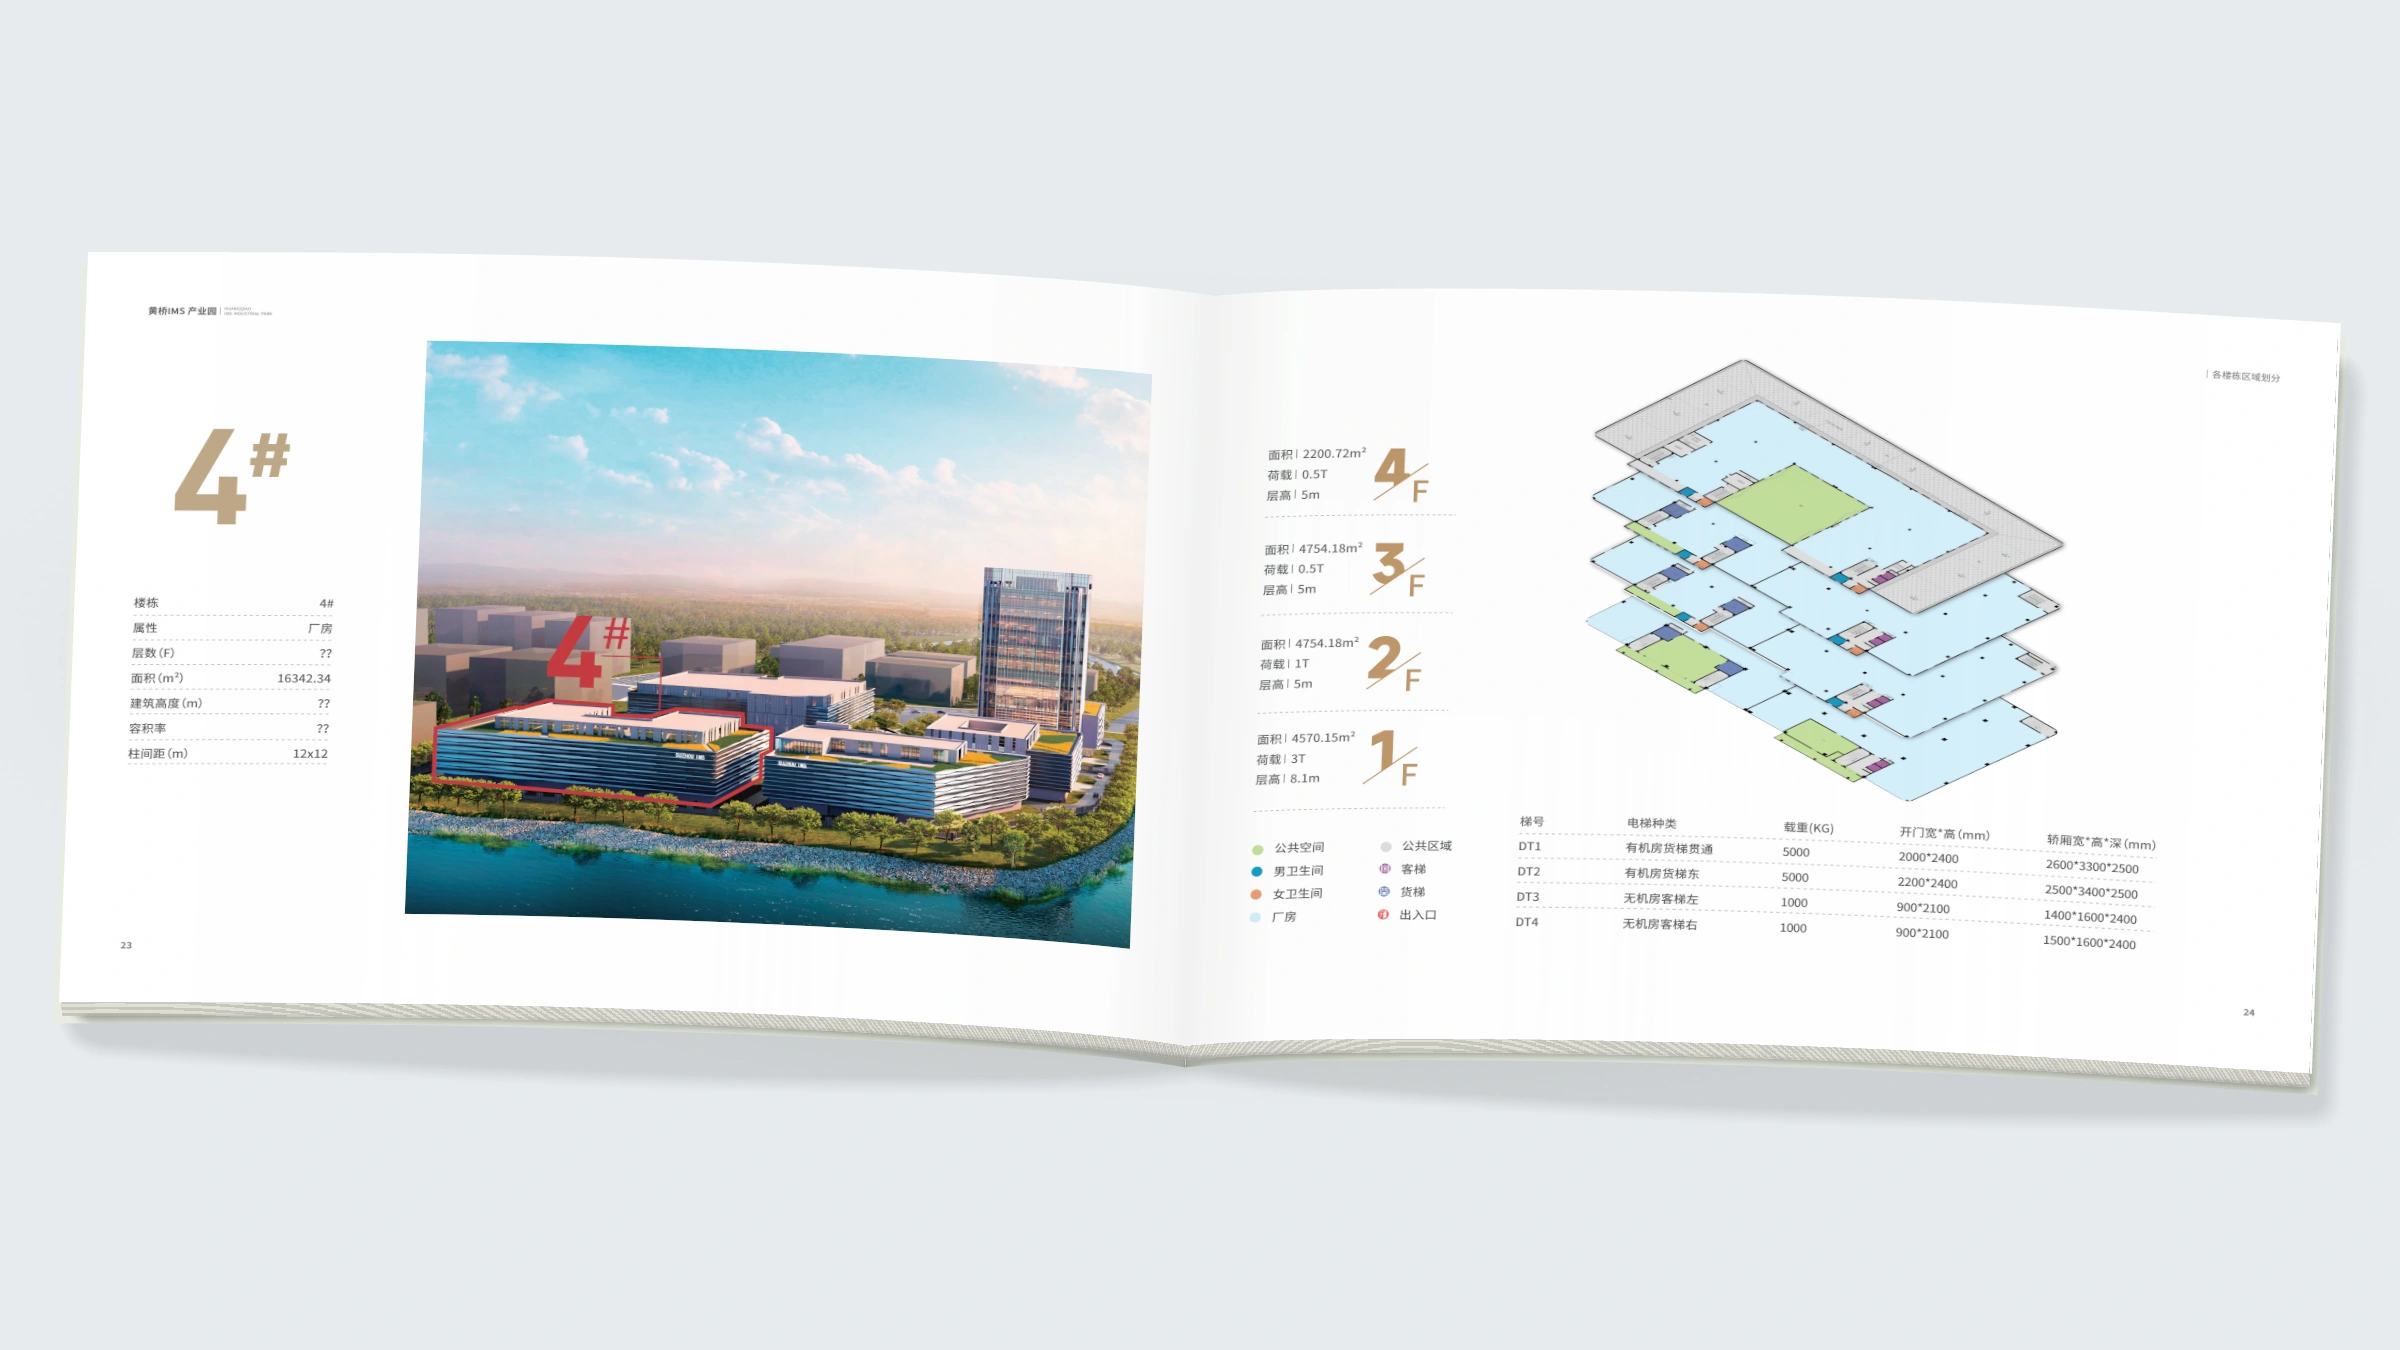 黄桥IMS 产业园
4#
楼栋 4#
属性 厂房
层数(F) ??
面积(m²) 16342.34
建筑高度(m) ??
容积率 ??
柱间距(m) 12x12
23
4#
SUZHOU IMS
各楼栋区域划分
面积 2200.72m²
荷载 0.5T
层高 5m
4/F
面积 4754.18m²
荷载 0.5T
层高 5m
3/F
面积 4754.18m²
荷载 1T
层高 5m
2/F
面积 4570.15m²
荷载 3T
层高 8.1m
1/F
公共空间 公共区域
男卫生间 客梯
女卫生间 货梯
厂房 出入口
梯号 电梯种类 载重(KG) 开门宽*高(mm) 轿厢宽*高*深(mm)
DT1 有机房货梯贯通 5000 2000*2400 2600*3300*2500
DT2 有机房货梯东 5000 2200*2400 2500*3400*2500
DT3 无机房客梯左 1000 900*2100 1400*1600*2400
DT4 无机房客梯右 1000 900*2100 1500*1600*2400
24